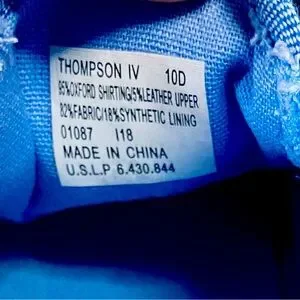 THOMPSON IV 10D
95%OXFORD SHIRTING/5%LEATHER UPPER
82%FABRIC/18%SYNTHETIC LINING
01087 I18
MADE IN CHINA
U.S.L.P 6.430.844